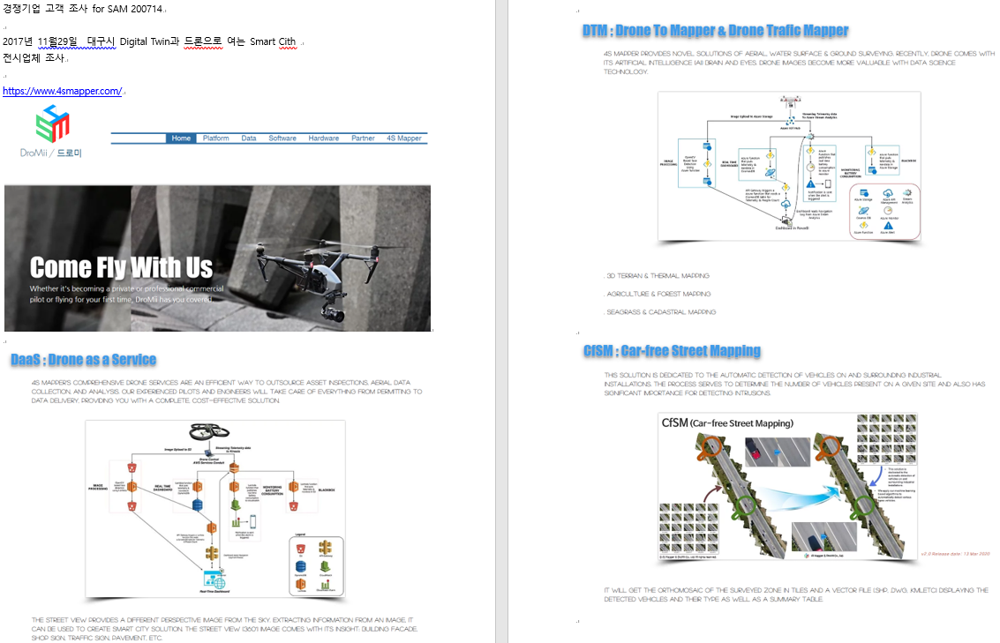 경쟁기업 고객 조사 for SAM 200714
2017년 11월29일 대구시 Digital Twin과 드론으로 여는 Smart Cith
전시업체 조사
https://www.4smapper.com/
DroMii / 드로미
Home Platform Data Software Hardware Partner 4S Mapper
Come Fly With Us
Whether it's becoming a private or professional commercial
pilot or flying for your first time, DroMii has you covered.
DaaS : Drone as a Service
4S MAPPER'S COMPREHENSIVE DRONE SERVICES ARE AN EFFICIENT WAY TO OUTSOURCE ASSET INSPECTIONS, AERIAL DATA
COLLECTION, AND ANALYSIS. OUR EXPERIENCED PILOTS AND ENGINEERS WILL TAKE CARE OF EVERYTHING FROM PERMITTING TO
DATA DELIVERY, PROVIDING YOU WITH A COMPLETE, COST-EFFECTIVE SOLUTION.
Image Upload to S3
Streaming Telemetry data
to Kinesis
Drone Control
AWS Services Conduit
IMAGE
PROCESSING
REAL TIME
DASHBOARD
MONITORING
BATTERY
CONSUMPTION
BLACKBOX
Legend
Real-Time Dashboard
THE STREET VIEW PROVIDES A DIFFERENT PERSPECTIVE IMAGE FROM THE SKY. EXTRACTING INFORMATION FROM AN IMAGE, IT
CAN BE USED TO CREATE SMART CITY SOLUTION. THE STREET VIEW (360') IMAGE COMES WITH ITS INSIGHT: BUILDING FACADE,
SHOP SIGN, TRAFFIC SIGN, PAVEMENT, ETC.
DTM : Drone To Mapper & Drone Trafic Mapper
4S MAPPER PROVIDES NOVEL SOLUTIONS OF AERIAL, WATER SURFACE & GROUND SURVEYING. RECENTLY, DRONE COMES WITH
ITS ARTIFICIAL INTELLIGENCE (AI) BRAIN AND EYES. DRONE IMAGES BECOME MORE VALUABLE WITH DATA SCIENCE
TECHNOLOGY.
Image Upload to Azure Storage
Streaming Telemetry data
To Azure Stream Analytics
Azure IOT Hub
IMAGE
PROCESSING
REAL TIME
DASHBOARD
MONITORING
BATTERY
CONSUMPTION
BLACKBOX
Dashboard in PowerBI
Azure Storage
Azure API
Management
Stream
Analytics
Cosmos DB
Azure Monitor
Azure Function
Azure Alert
. 3D TERRIAN & THERMAL MAPPING
. AGRICULTURE & FOREST MAPPING
. SEAGRASS & CADASTRAL MAPPING
CfSM : Car-free Street Mapping
THIS SOLUTION IS DEDICATED TO THE AUTOMATIC DETECTION OF VEHICLES ON AND SURROUNDING INDUSTRIAL
INSTALLATIONS. THE PROCESS SERVES TO DETERMINE THE NUMBER OF VEHICLES PRESENT ON A GIVEN SITE AND ALSO HAS
SIGNIFICANT IMPORTANCE FOR DETECTING INTRUSIONS.
CfSM (Car-free Street Mapping)
v2.0 Release date: 13 Mar 2020
IT WILL GET THE ORTHOMOSAIC OF THE SURVEYED ZONE IN TILES AND A VECTOR FILE (.SHP, .DWG, .KML,ETC) DISPLAYING THE
DETECTED VEHICLES AND THEIR TYPE AS WELL AS A SUMMARY TABLE.